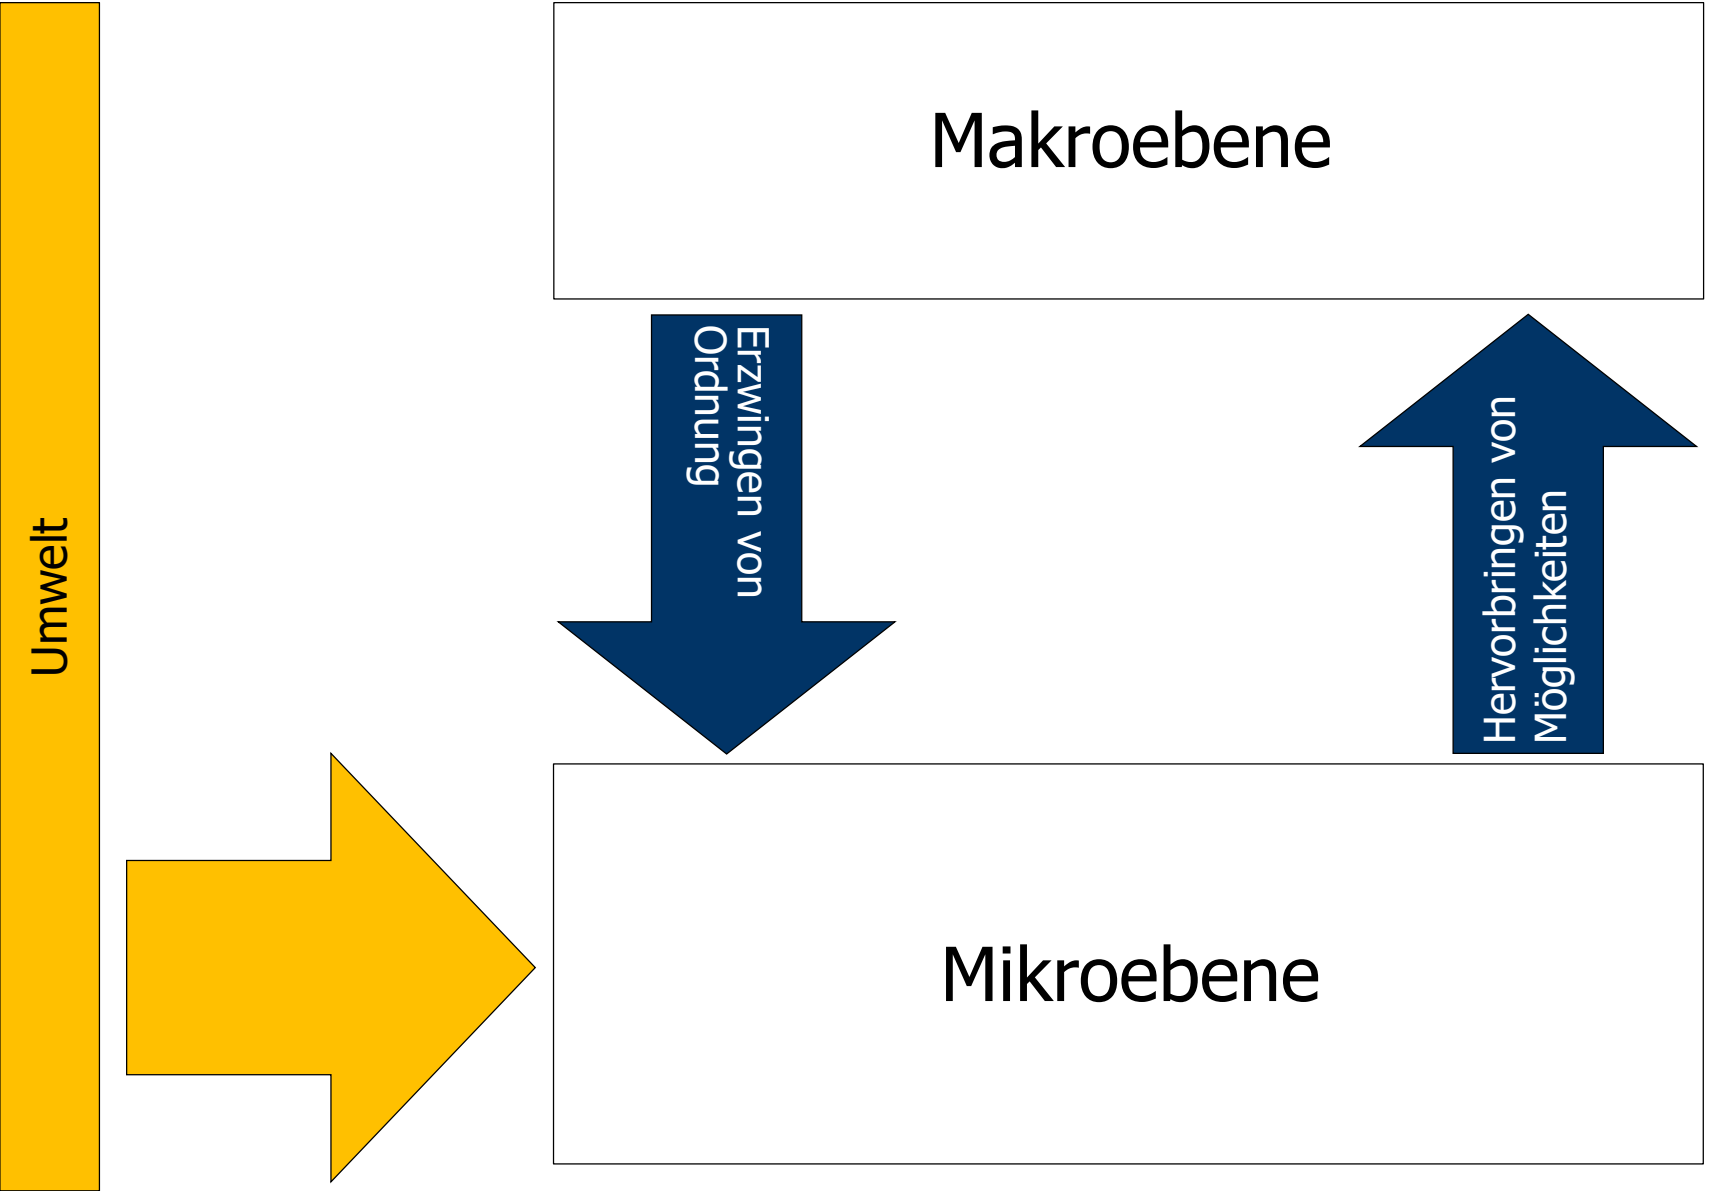 Umwelt
Makroebene
Erzwingen von
Ordnung
Hervorbringen von
Möglichkeiten
Mikroebene